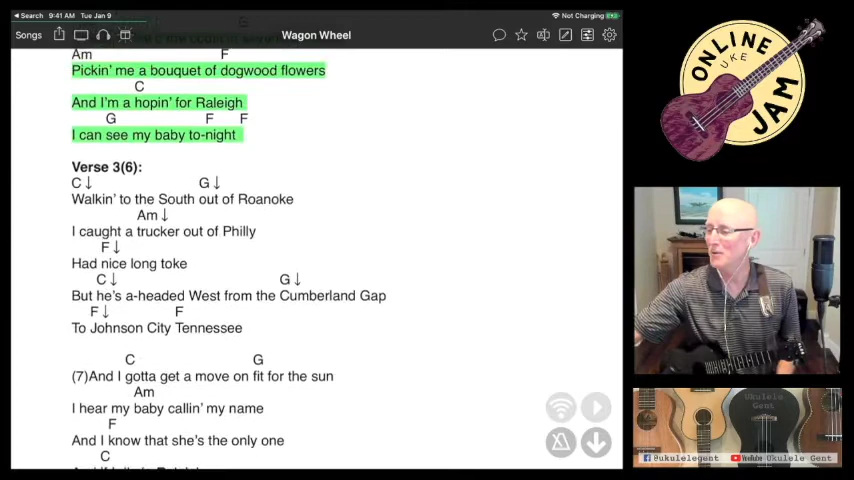 Search 9:41 AM Tue Jan 9
Not Charging
Songs
Wagon Wheel
Am F
Pickin' me a bouquet of dogwood flowers
C
And I'm a hopin' for Raleigh
G F F
I can see my baby to-night
Verse 3(6):
C↓ G↓
Walkin' to the South out of Roanoke
Am↓
I caught a trucker out of Philly
F↓
Had nice long toke
C↓ G↓
But he's a-headed West from the Cumberland Gap
F↓ F
To Johnson City Tennessee
C G
(7)And I gotta get a move on fit for the sun
Am
I hear my baby callin' my name
F
And I know that she's the only one
C
ONLINE
UKE
JAM
Ukulele
Gent
@ukulelegent
YouTube Ukulele Gent